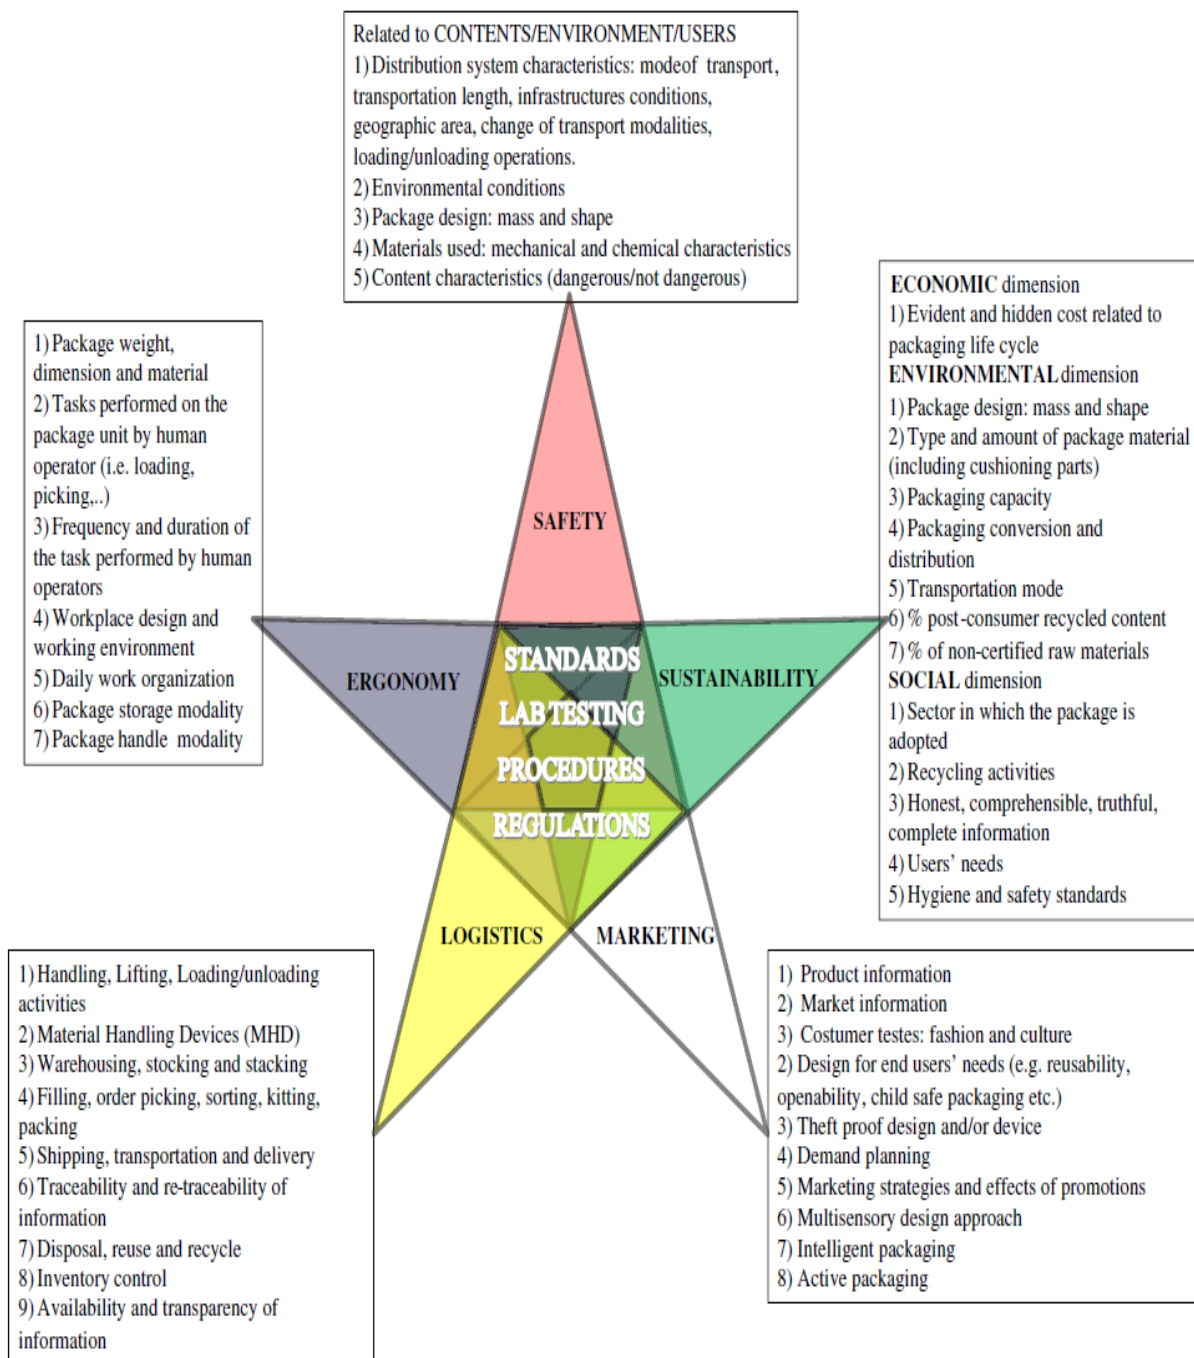 Related to CONTENTS/ENVIRONMENT/USERS
1) Distribution system characteristics: modeof transport,
transportation length, infrastructures conditions,
geographic area, change of transport modalities,
loading/unloading operations.
2) Environmental conditions
3) Package design: mass and shape
4) Materials used: mechanical and chemical characteristics
5) Content characteristics (dangerous/not dangerous)
1) Package weight,
dimension and material
2) Tasks performed on the
package unit by human
operator (i.e. loading,
picking,..)
3) Frequency and duration of
the task performed by human
operators
4) Workplace design and
working environment
5) Daily work organization
6) Package storage modality
7) Package handle modality
ECONOMIC dimension
1) Evident and hidden cost related to
packaging life cycle
ENVIRONMENTAL dimension
1) Package design: mass and shape
2) Type and amount of package material
(including cushioning parts)
3) Packaging capacity
4) Packaging conversion and
distribution
5) Transportation mode
6) % post-consumer recycled content
7) % of non-certified raw materials
SOCIAL dimension
1) Sector in which the package is
adopted
2) Recycling activities
3) Honest, comprehensible, truthful,
complete information
4) Users' needs
5) Hygiene and safety standards
SAFETY
ERGONOMY
SUSTAINABILITY
STANDARDS
LAB TESTING
PROCEDURES
REGULATIONS
LOGISTICS
MARKETING
1) Handling, Lifting, Loading/unloading
activities
2) Material Handling Devices (MHD)
3) Warehousing, stocking and stacking
4) Filling, order picking, sorting, kitting,
packing
5) Shipping, transportation and delivery
6) Traceability and re-traceability of
information
7) Disposal, reuse and recycle
8) Inventory control
9) Availability and transparency of
information
1) Product information
2) Market information
3) Costumer testes: fashion and culture
2) Design for end users' needs (e.g. reusability,
openability, child safe packaging etc.)
3) Theft proof design and/or device
4) Demand planning
5) Marketing strategies and effects of promotions
6) Multisensory design approach
7) Intelligent packaging
8) Active packaging